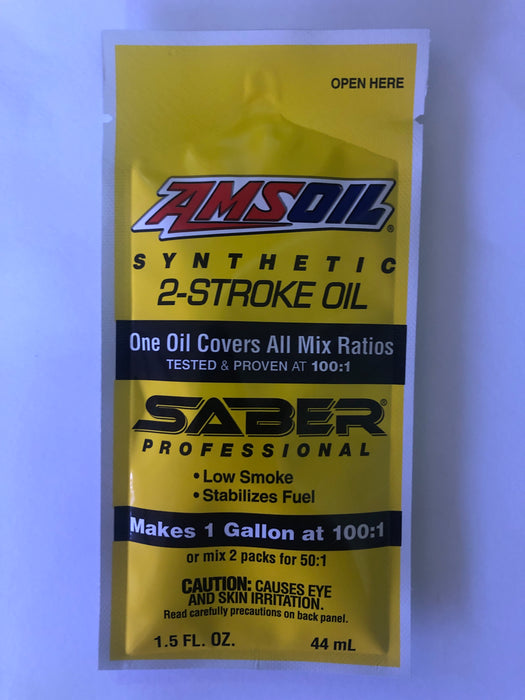 OPEN HERE
AMSOIL®
SYNTHETIC
2-STROKE OIL
One Oil Covers All Mix Ratios
TESTED & PROVEN AT 100:1
SABER®
PROFESSIONAL
• Low Smoke
• Stabilizes Fuel
Makes 1 Gallon at 100:1
or mix 2 packs for 50:1
CAUTION: CAUSES EYE
AND SKIN IRRITATION.
Read carefully precautions on back panel.
1.5 FL. OZ. 44 mL